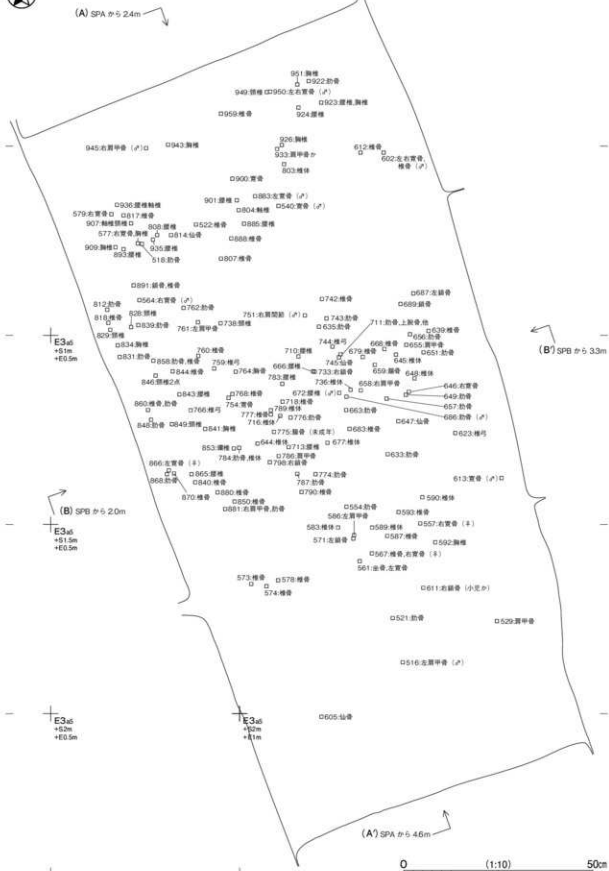 (A) SPA から 2.4m
951:胸椎
922:肋骨
949:頸椎
950:左右寛骨 (♂)
923:腰椎,胸椎
924:腰椎
959:椎骨
926:胸椎
945:右肩甲骨 (♂)
943:胸椎
933:肩甲骨か
612:椎骨
602:左右寛骨,
椎骨 (♂)
803:椎体
900:寛骨
901:腰椎
883:左寛骨 (♂)
936:腰椎軸椎
804:軸椎
540:寛骨 (♂)
579:右寛骨
817:椎骨
907:軸椎頸椎
808:腰椎
522:椎骨
885:腰椎
577:右寛骨,胸椎
814:仙骨
888:椎骨
909:胸椎
935:腰椎
893:腰椎
518:肋骨
807:椎骨
891:鎖骨,椎骨
687:左鎖骨
564:右寛骨 (♂)
742:椎骨
689:鎖骨
812:肋骨
762:肋骨
751:右肩関節 (♂)
743:肋骨
711:肋骨,上腕骨,他
818:椎骨
828:頸椎
839:肋骨
738:頸椎
635:肋骨
639:椎骨
E3a5
+S1m
+E0.5m
829:頸椎
761:左肩甲骨
744:椎弓
668:椎骨
656:肋骨
655:肩甲骨
(B') SPB から 3.3m
834:胸椎
760:椎骨
710:腰椎
679:椎骨
651:肋骨
831:肋骨
858:肋骨,椎骨
759:椎弓
745:仙骨
645:椎体
666:腰椎
659:鎖骨
844:椎骨
764:胸骨
733:右鎖骨
648:椎骨
846:頸椎2点
783:腰椎
736:椎体
658:右肩甲骨
646:右寛骨
843:腰椎
768:椎骨
672:腰椎 (♂)
649:肋骨
754:寛骨
718:椎骨
657:肋骨
860:椎骨,肋骨
766:椎弓
777:椎骨
789:椎体
663:肋骨
686:肋骨 (♂)
716:椎体
776:肋骨
848:肋骨
849:頸椎
841:胸椎
775:腸骨 (未成年)
683:椎骨
647:仙骨
623:椎弓
644:椎体
677:椎体
853:腰椎
713:腰椎
784:肋骨,椎体
786:肩甲骨
633:肋骨
866:左寛骨 (♀)
798:右鎖骨
865:腰椎
774:肋骨
613:寛骨 (♂)
868:肋骨
840:椎骨
787:肋骨
870:椎骨
880:椎骨
790:椎骨
590:椎体
(B) SPB から 2.0m
850:椎骨
881:右肩甲骨,肋骨
554:肋骨
593:椎骨
586:左肩甲骨
E3a5
+S1.5m
+E0.5m
583:椎体
589:椎体
557:右寛骨 (♀)
571:左鎖骨
587:椎骨
592:胸椎
567:椎骨,右寛骨 (♀)
561:坐骨,左寛骨
573:椎骨
578:椎骨
574:椎骨
611:右鎖骨 (小児か)
521:肋骨
529:肩甲骨
516:左肩甲骨 (♂)
E3a5
+S2m
+E0.5m
E3a5
+S2m
+E1m
605:仙骨
(A') SPA から 4.6m
0 (1:10) 50cm